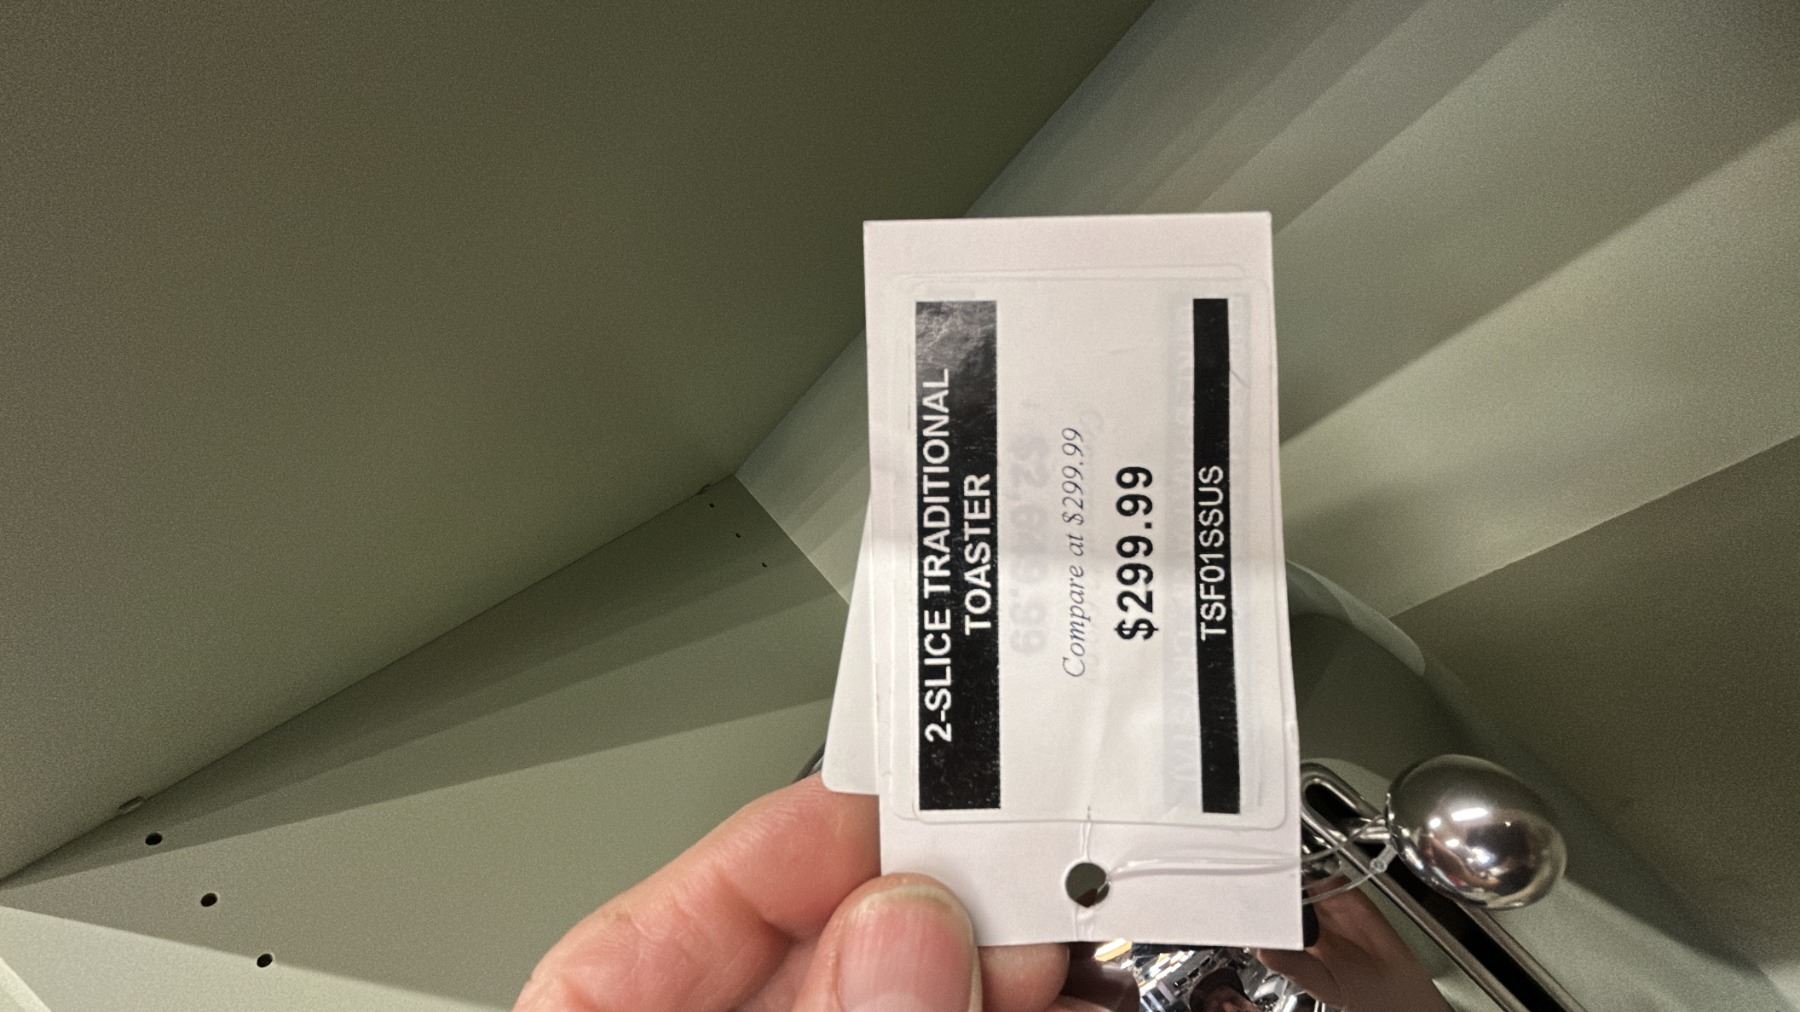 2-SLICE TRADITIONAL
TOASTER
Compare at $299.99
$299.99
TSF01SSUS